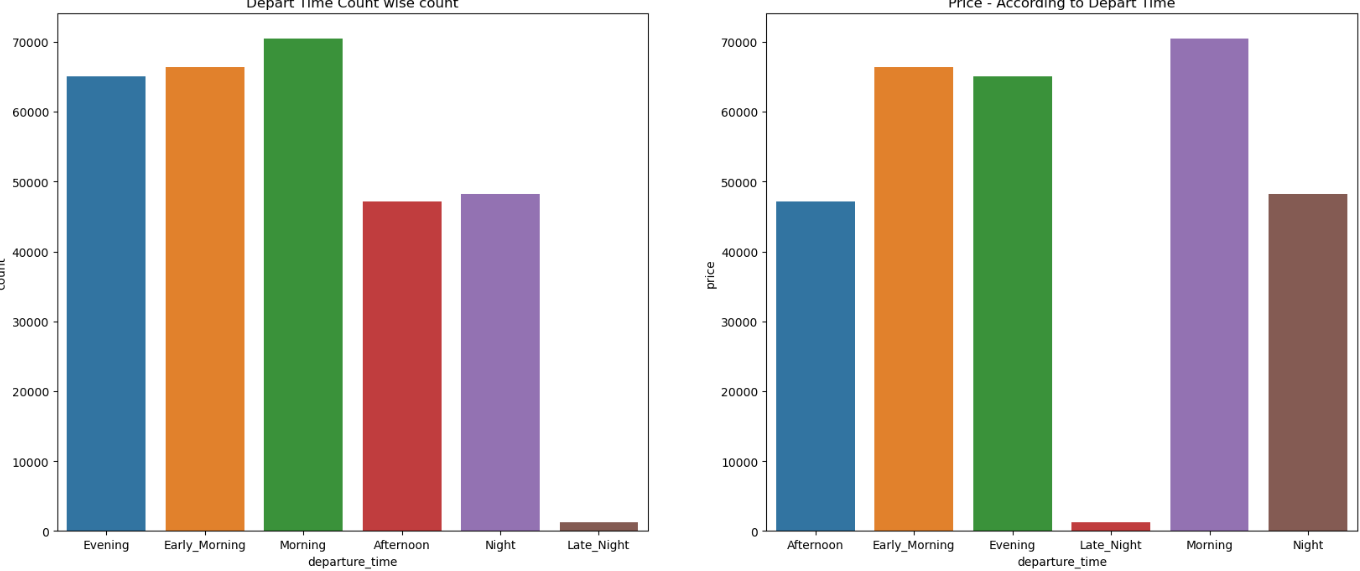 Depart Time Count wise count
70000
60000
50000
40000
30000
20000
10000
0
count
Evening Early_Morning Morning Afternoon Night Late_Night
departure_time
Price - According to Depart Time
70000
60000
50000
40000
30000
20000
10000
0
price
Afternoon Early_Morning Evening Late_Night Morning Night
departure_time